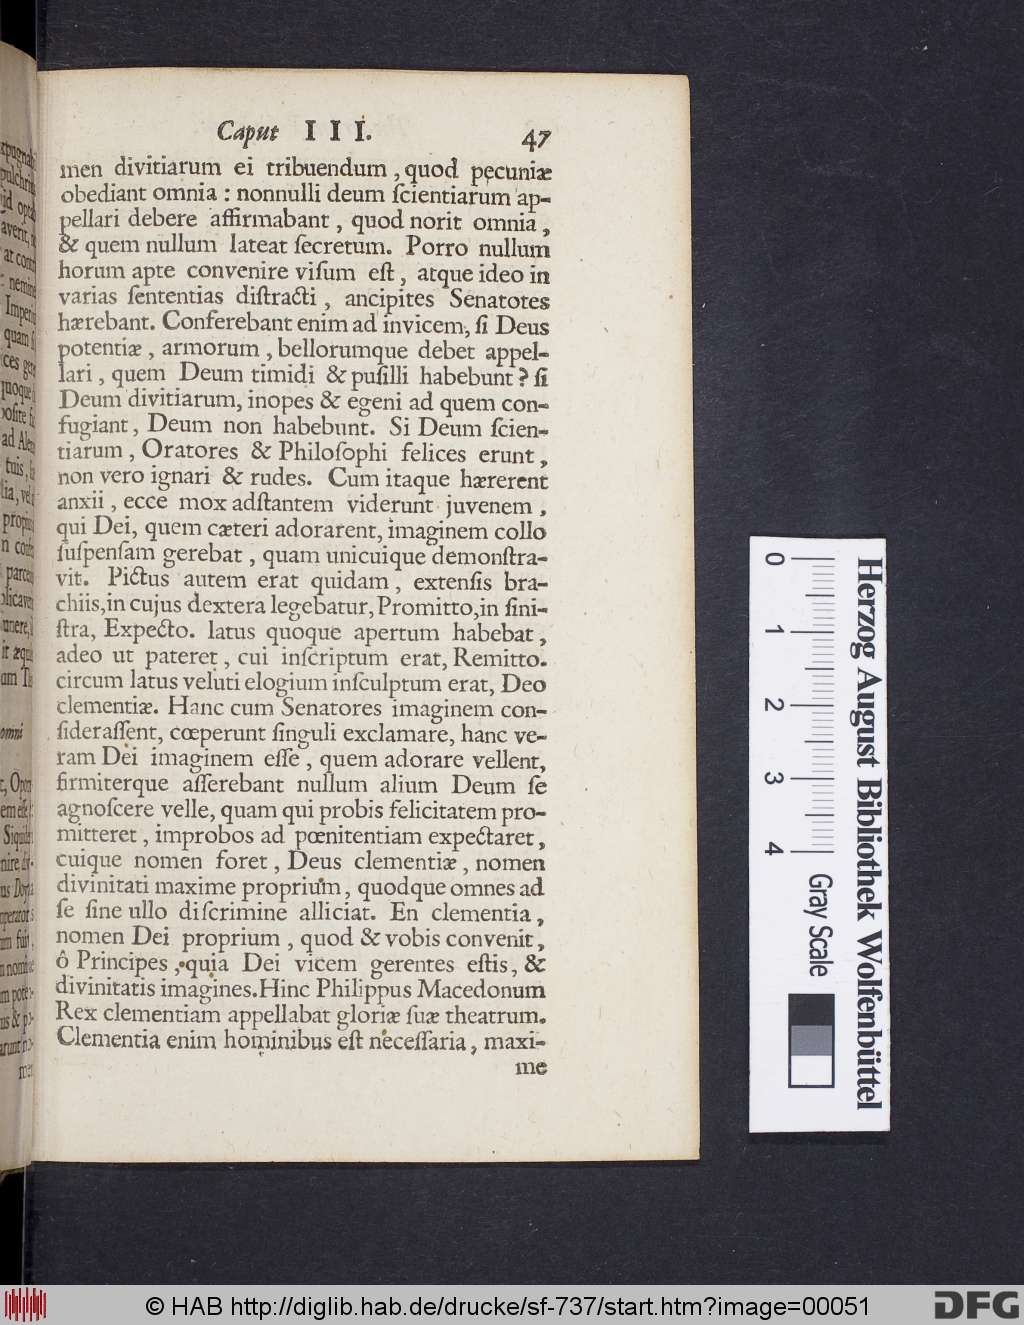 Caput III.
47
men divitiarum ei tribuendum, quod pecuniæ
obediant omnia : nonnulli deum ſcientiarum ap-
pellari debere affirmabant, quod norit omnia,
& quem nullum lateat ſecretum. Porro nullum
horum apte convenire viſum eſt, atque ideo in
varias ſententias diſtracti, ancipites Senatotes
hærebant. Conferebant enim ad invicem, ſi Deus
potentiæ, armorum, bellorumque debet appel-
lari, quem Deum timidi & puſilli habebunt? ſi
Deum divitiarum, inopes & egeni ad quem con-
fugiant, Deum non habebunt. Si Deum ſcien-
tiarum, Oratores & Philoſophi felices erunt,
non vero ignari & rudes. Cum itaque hærerent
anxii, ecce mox adſtantem viderunt juvenem,
qui Dei, quem cæteri adorarent, imaginem collo
ſuſpenſam gerebat, quam unicuique demonſtra-
vit. Pictus autem erat quidam, extenſis bra-
chiis, in cujus dextera legebatur, Promitto, in ſini-
ſtra, Expecto. latus quoque apertum habebat,
adeo ut pateret, cui inſcriptum erat, Remitto.
circum latus veluti elogium inſculptum erat, Deo
clementiæ. Hanc cum Senatores imaginem con-
ſideraſſent, cœperunt ſinguli exclamare, hanc ve-
ram Dei imaginem eſſe, quem adorare vellent,
firmiterque aſſerebant nullum alium Deum ſe
agnoſcere velle, quam qui probis felicitatem pro-
mitteret, improbos ad pœnitentiam expectaret,
cuique nomen foret, Deus clementiæ, nomen
divinitati maxime proprium, quodque omnes ad
ſe ſine ullo diſcrimine alliciat. En clementia,
nomen Dei proprium, quod & vobis convenit,
ô Principes, quia Dei vicem gerentes eſtis, &
divinitatis imagines. Hinc Philippus Macedonum
Rex clementiam appellabat gloriæ ſuæ theatrum.
Clementia enim hominibus eſt neceſſaria, maxi-
me
0 1 2 3 4
Herzog August Bibliothek Wolfenbüttel
Gray Scale
© HAB http://diglib.hab.de/drucke/sf-737/start.htm?image=00051
DFG